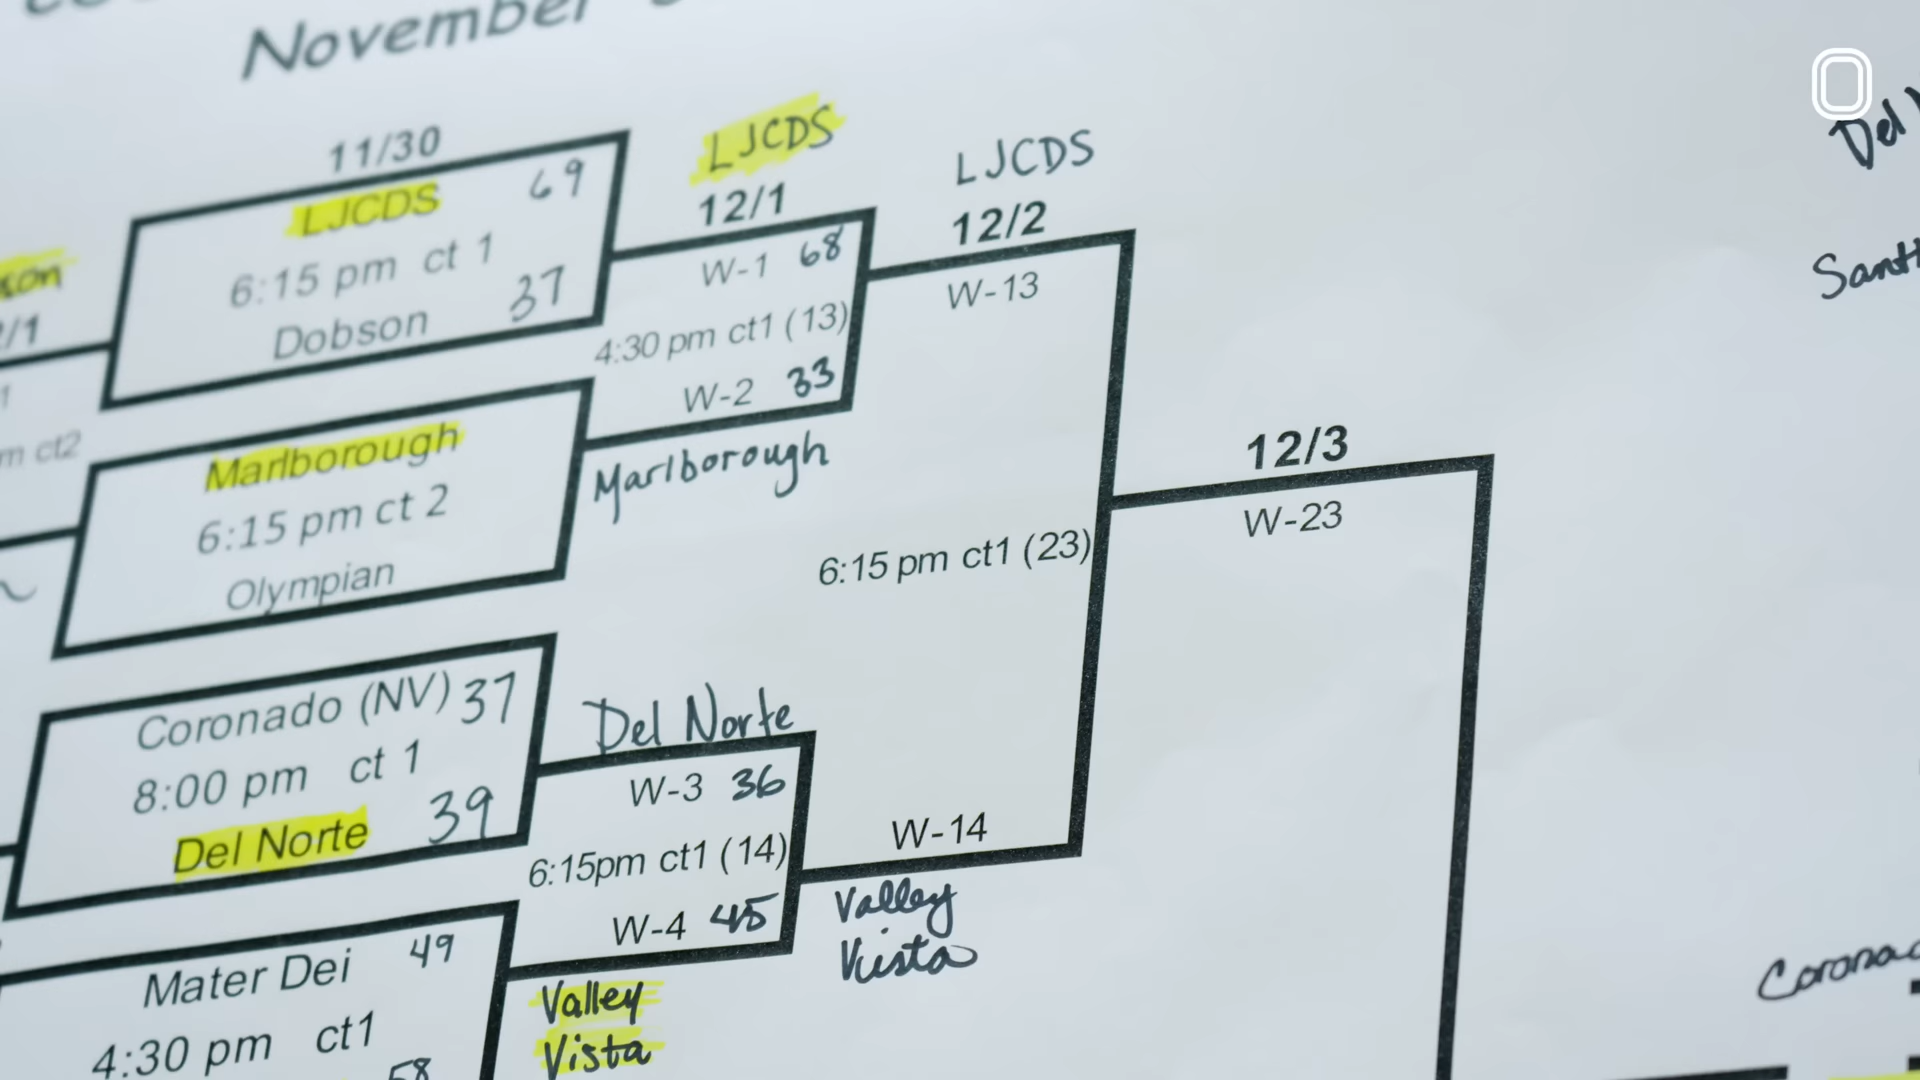 November
11/30
LJCDS 69
6:15 pm ct 1
37
Dobson
LJCDS
12/1
W-1 68
4:30 pm ct1 (13)
W-2 33
Marlborough
LJCDS
12/2
W-13
Marlborough
6:15 pm ct 2
Olympian
6:15 pm ct1 (23)
12/3
W-23
Coronado (NV) 37
8:00 pm ct 1
Del Norte 39
Del Norte
W-3 36
6:15pm ct1 (14)
W-4 45
Valley
Vista
W-14
Valley
Vista
Mater Dei 49
4:30 pm ct1
58
m ct2
Del